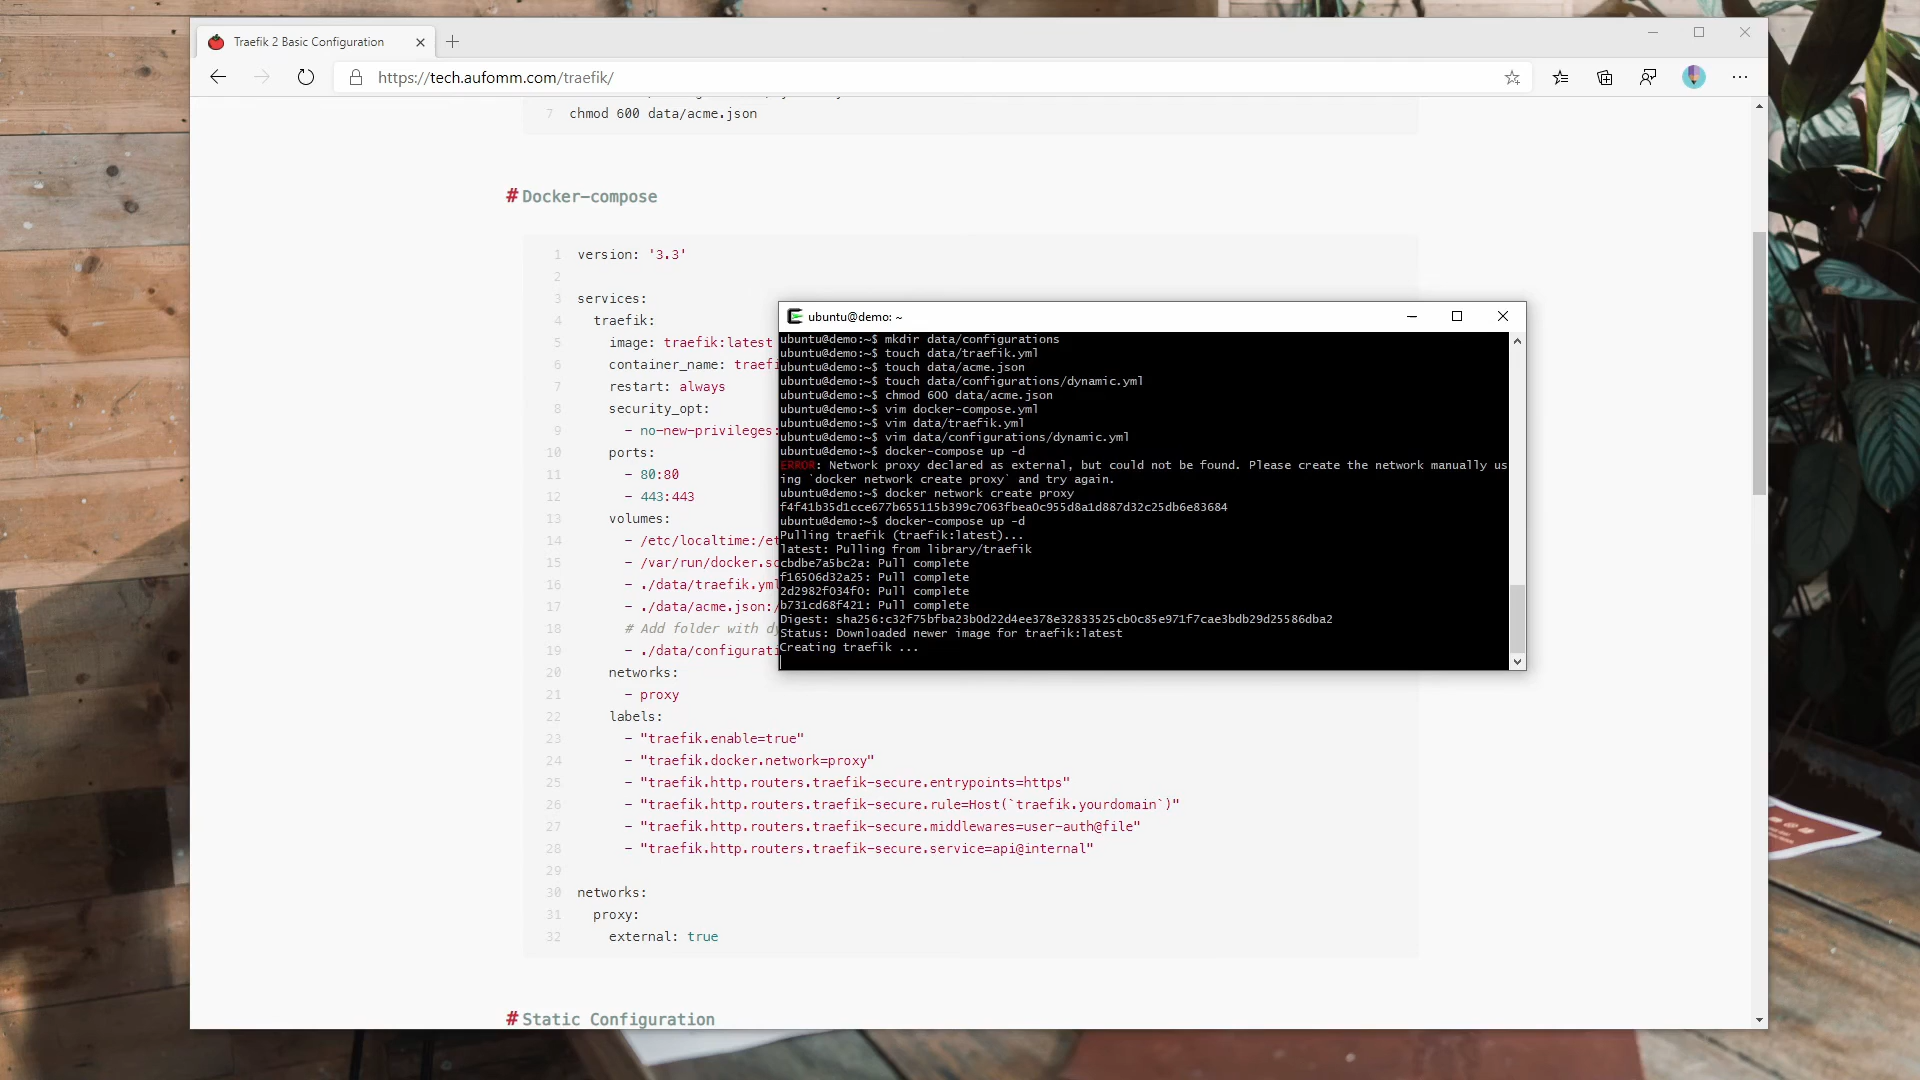 Traefik 2 Basic Configuration
https://tech.aufomm.com/traefik/
7 chmod 600 data/acme.json
#Docker-compose
1 version: '3.3'
2
3 services:
4 traefik:
5 image: traefik:latest
6 container_name: traefi
7 restart: always
8 security_opt:
9 - no-new-privileges:
10 ports:
11 - 80:80
12 - 443:443
13 volumes:
14 - /etc/localtime:/et
15 - /var/run/docker.so
16 - ./data/traefik.yml
17 - ./data/acme.json:/
18 # Add folder with dy
19 - ./data/configurati
20 networks:
21 - proxy
22 labels:
23 - "traefik.enable=true"
24 - "traefik.docker.network=proxy"
25 - "traefik.http.routers.traefik-secure.entrypoints=https"
26 - "traefik.http.routers.traefik-secure.rule=Host(`traefik.yourdomain`)"
27 - "traefik.http.routers.traefik-secure.middlewares=user-auth@file"
28 - "traefik.http.routers.traefik-secure.service=api@internal"
29
30 networks:
31 proxy:
32 external: true
#Static Configuration
ubuntu@demo: ~
ubuntu@demo:~$ mkdir data/configurations
ubuntu@demo:~$ touch data/traefik.yml
ubuntu@demo:~$ touch data/acme.json
ubuntu@demo:~$ touch data/configurations/dynamic.yml
ubuntu@demo:~$ chmod 600 data/acme.json
ubuntu@demo:~$ vim docker-compose.yml
ubuntu@demo:~$ vim data/traefik.yml
ubuntu@demo:~$ vim data/configurations/dynamic.yml
ubuntu@demo:~$ docker-compose up -d
ERROR: Network proxy declared as external, but could not be found. Please create the network manually us
ing `docker network create proxy` and try again.
ubuntu@demo:~$ docker network create proxy
f4f41b35d1cce677b655115b399c7063fbea0c955d8a1d887d32c25db6e83684
ubuntu@demo:~$ docker-compose up -d
Pulling traefik (traefik:latest)...
latest: Pulling from library/traefik
cbdbe7a5bc2a: Pull complete
f16506d32a25: Pull complete
2d2982f034f0: Pull complete
b731cd68f421: Pull complete
Digest: sha256:c32f75bfba23b0d22d4ee378e32833525cb0c85e971f7cae3bdb29d25586dba2
Status: Downloaded newer image for traefik:latest
Creating traefik ...